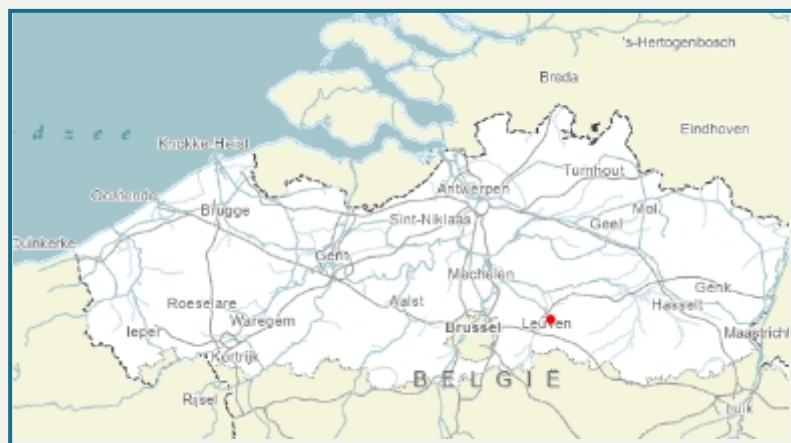 's-Hertogenbosch
Breda
d z e e
Eindhoven
Knokke-Heist
Turnhout
Antwerpen
Oostende
Mol
Brugge
Sint-Niklaas
Geel
Duinkerke
Gent
Mechelen
Genk
Roeselare
Aalst
Hasselt
Ieper
Waregem
Brussel
Leuven
Maastricht
Kortrijk
BELGIË
Rijsel
Luik